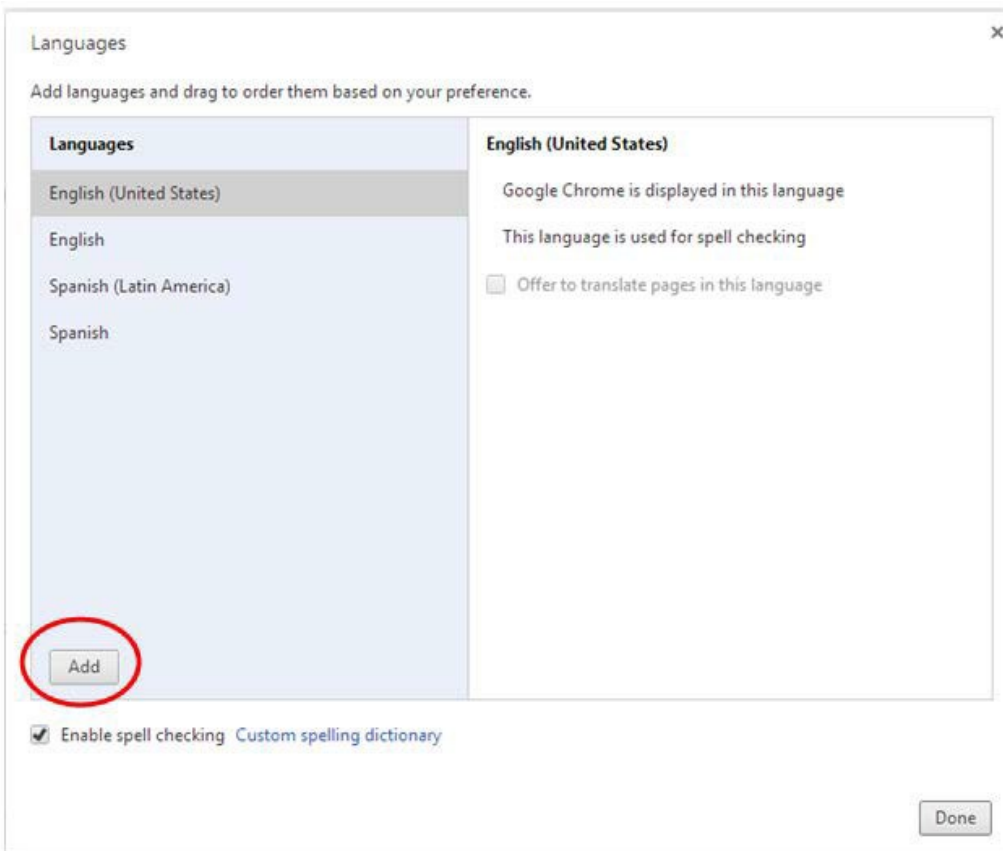 Languages
Add languages and drag to order them based on your preference.
Languages
English (United States)
English
Spanish (Latin America)
Spanish
Add
English (United States)
Google Chrome is displayed in this language
This language is used for spell checking
Offer to translate pages in this language
Enable spell checking Custom spelling dictionary
Done